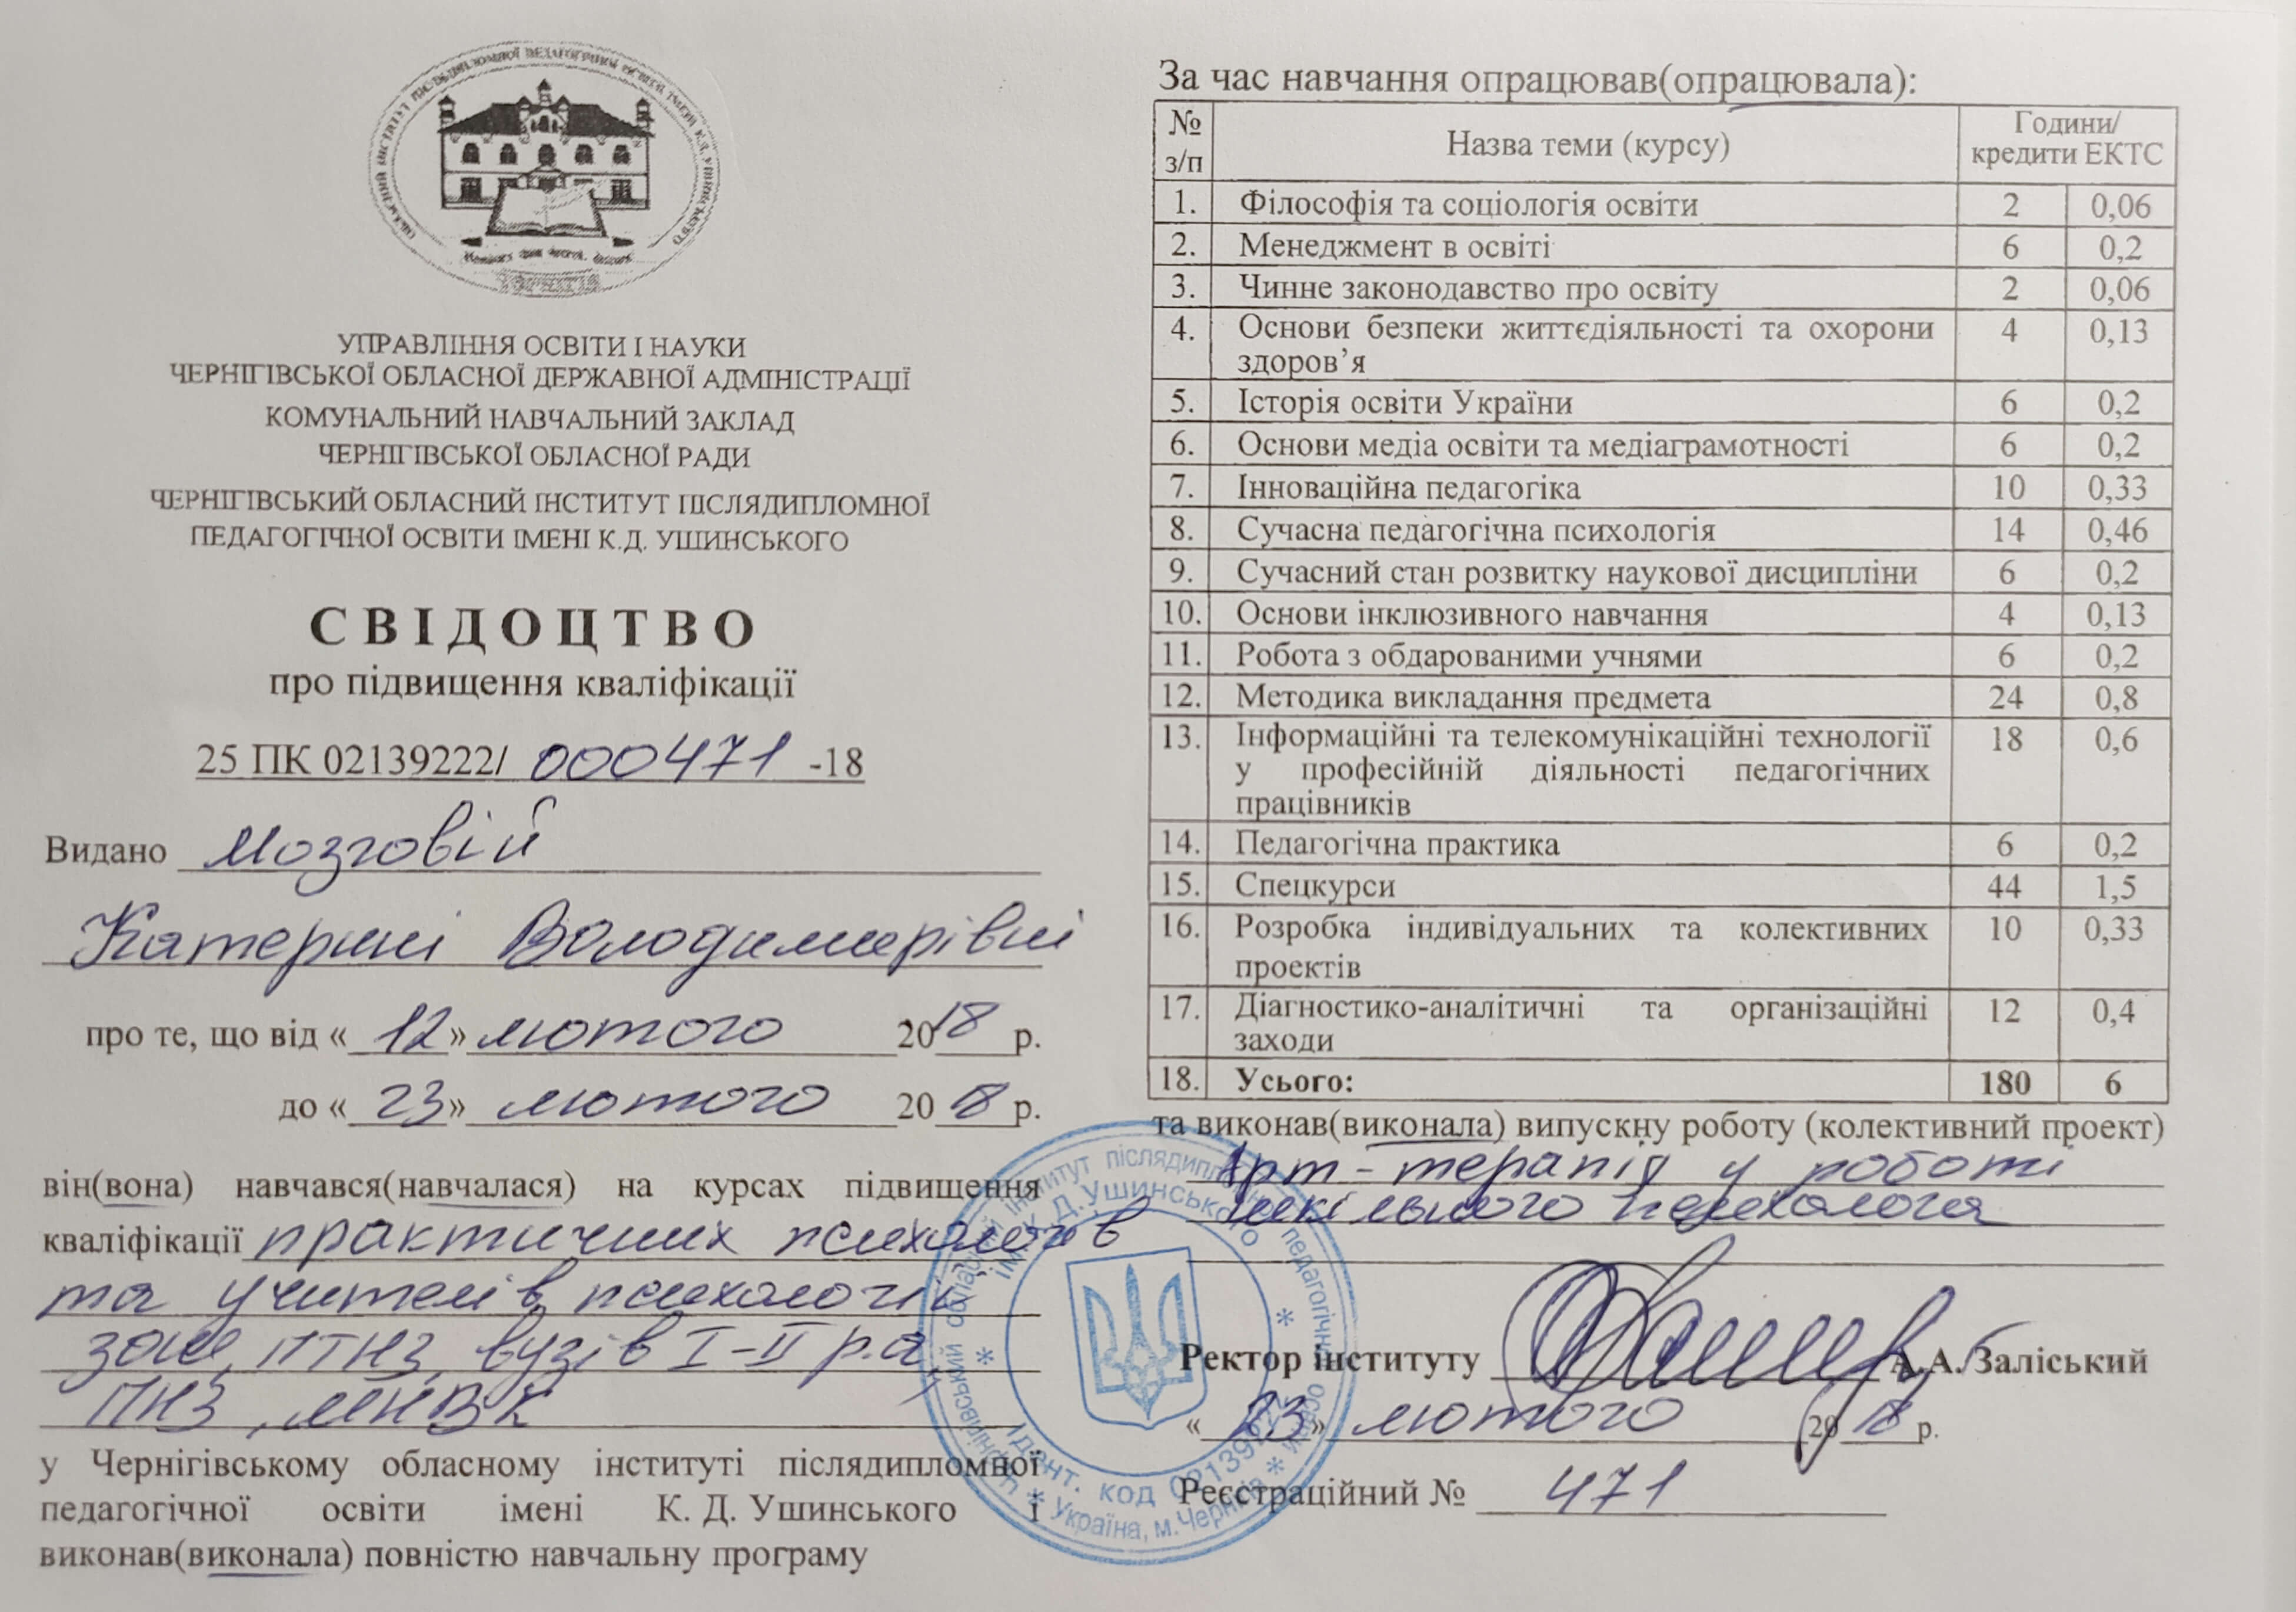 УПРАВЛІННЯ ОСВІТИ І НАУКИ
ЧЕРНІГІВСЬКОЇ ОБЛАСНОЇ ДЕРЖАВНОЇ АДМІНІСТРАЦІЇ
КОМУНАЛЬНИЙ НАВЧАЛЬНИЙ ЗАКЛАД
ЧЕРНІГІВСЬКОЇ ОБЛАСНОЇ РАДИ
ЧЕРНІГІВСЬКИЙ ОБЛАСНИЙ ІНСТИТУТ ПІСЛЯДИПЛОМНОЇ
ПЕДАГОГІЧНОЇ ОСВІТИ ІМЕНІ К.Д. УШИНСЬКОГО
СВІДОЦТВО
про підвищення кваліфікації
25 ПК 02139222/ 000471 -18
Видано Мозговій
Катерині Володимирівні
про те, що від «12» лютого 2018 р.
до «23» лютого 2018 р.
він(вона) навчався(навчалася) на курсах підвищення
кваліфікації практичних психологів
та учителів психології
ЗОШ, ПТНЗ, вузів І-ІІ р.а,
ПНЗ, МНВК
у Чернігівському обласному інституті післядипломної
педагогічної освіти імені К. Д. Ушинського і
виконав(виконала) повністю навчальну програму
За час навчання опрацював(опрацювала):
№ з/п Назва теми (курсу) Години/ кредити ЕКТС
1. Філософія та соціологія освіти 2 0,06
2. Менеджмент в освіті 6 0,2
3. Чинне законодавство про освіту 2 0,06
4. Основи безпеки життєдіяльності та охорони 4 0,13
здоров’я
5. Історія освіти України 6 0,2
6. Основи медіа освіти та медіаграмотності 6 0,2
7. Інноваційна педагогіка 10 0,33
8. Сучасна педагогічна психологія 14 0,46
9. Сучасний стан розвитку наукової дисципліни 6 0,2
10. Основи інклюзивного навчання 4 0,13
11. Робота з обдарованими учнями 6 0,2
12. Методика викладання предмета 24 0,8
13. Інформаційні та телекомунікаційні технології 18 0,6
у професійній діяльності педагогічних
працівників
14. Педагогічна практика 6 0,2
15. Спецкурси 44 1,5
16. Розробка індивідуальних та колективних 10 0,33
проектів
17. Діагностико-аналітичні та організаційні 12 0,4
заходи
18. Усього: 180 6
та виконав(виконала) випускну роботу (колективний проект)
Арт-терапія у роботі
шкільного психолога
Ректор інституту А.А. Заліський
«23» лютого 2018 р.
Реєстраційний № 471
Україна, м.Чернігів